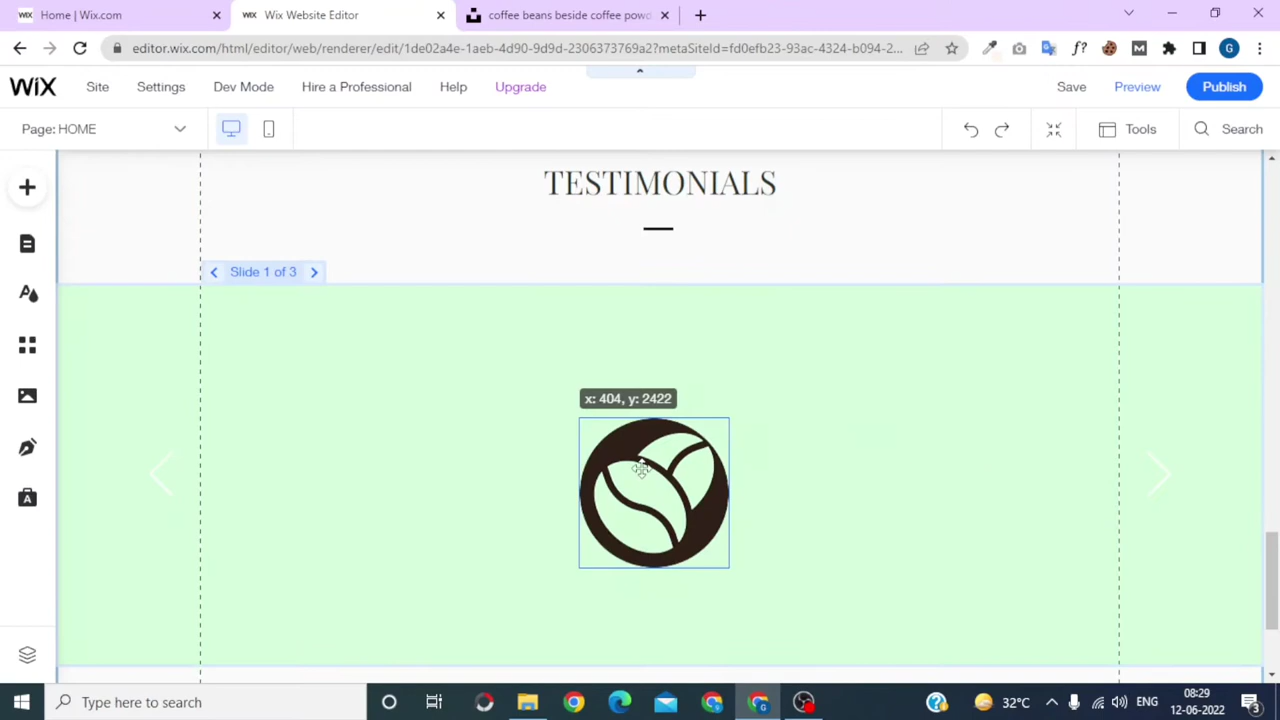 Home | Wix.com
Wix Website Editor
coffee beans beside coffee powd
editor.wix.com/html/editor/web/renderer/edit/1de02a4e-1aeb-4d90-9d9d-2306373769a2?metaSiteId=fd0efb23-93ac-4324-b094-2...
WiX
Site
Settings
Dev Mode
Hire a Professional
Help
Upgrade
Save
Preview
Publish
Page: HOME
Tools
Search
TESTIMONIALS
Slide 1 of 3
x: 404, y: 2422
Type here to search
32°C
ENG
08:29
12-06-2022
3